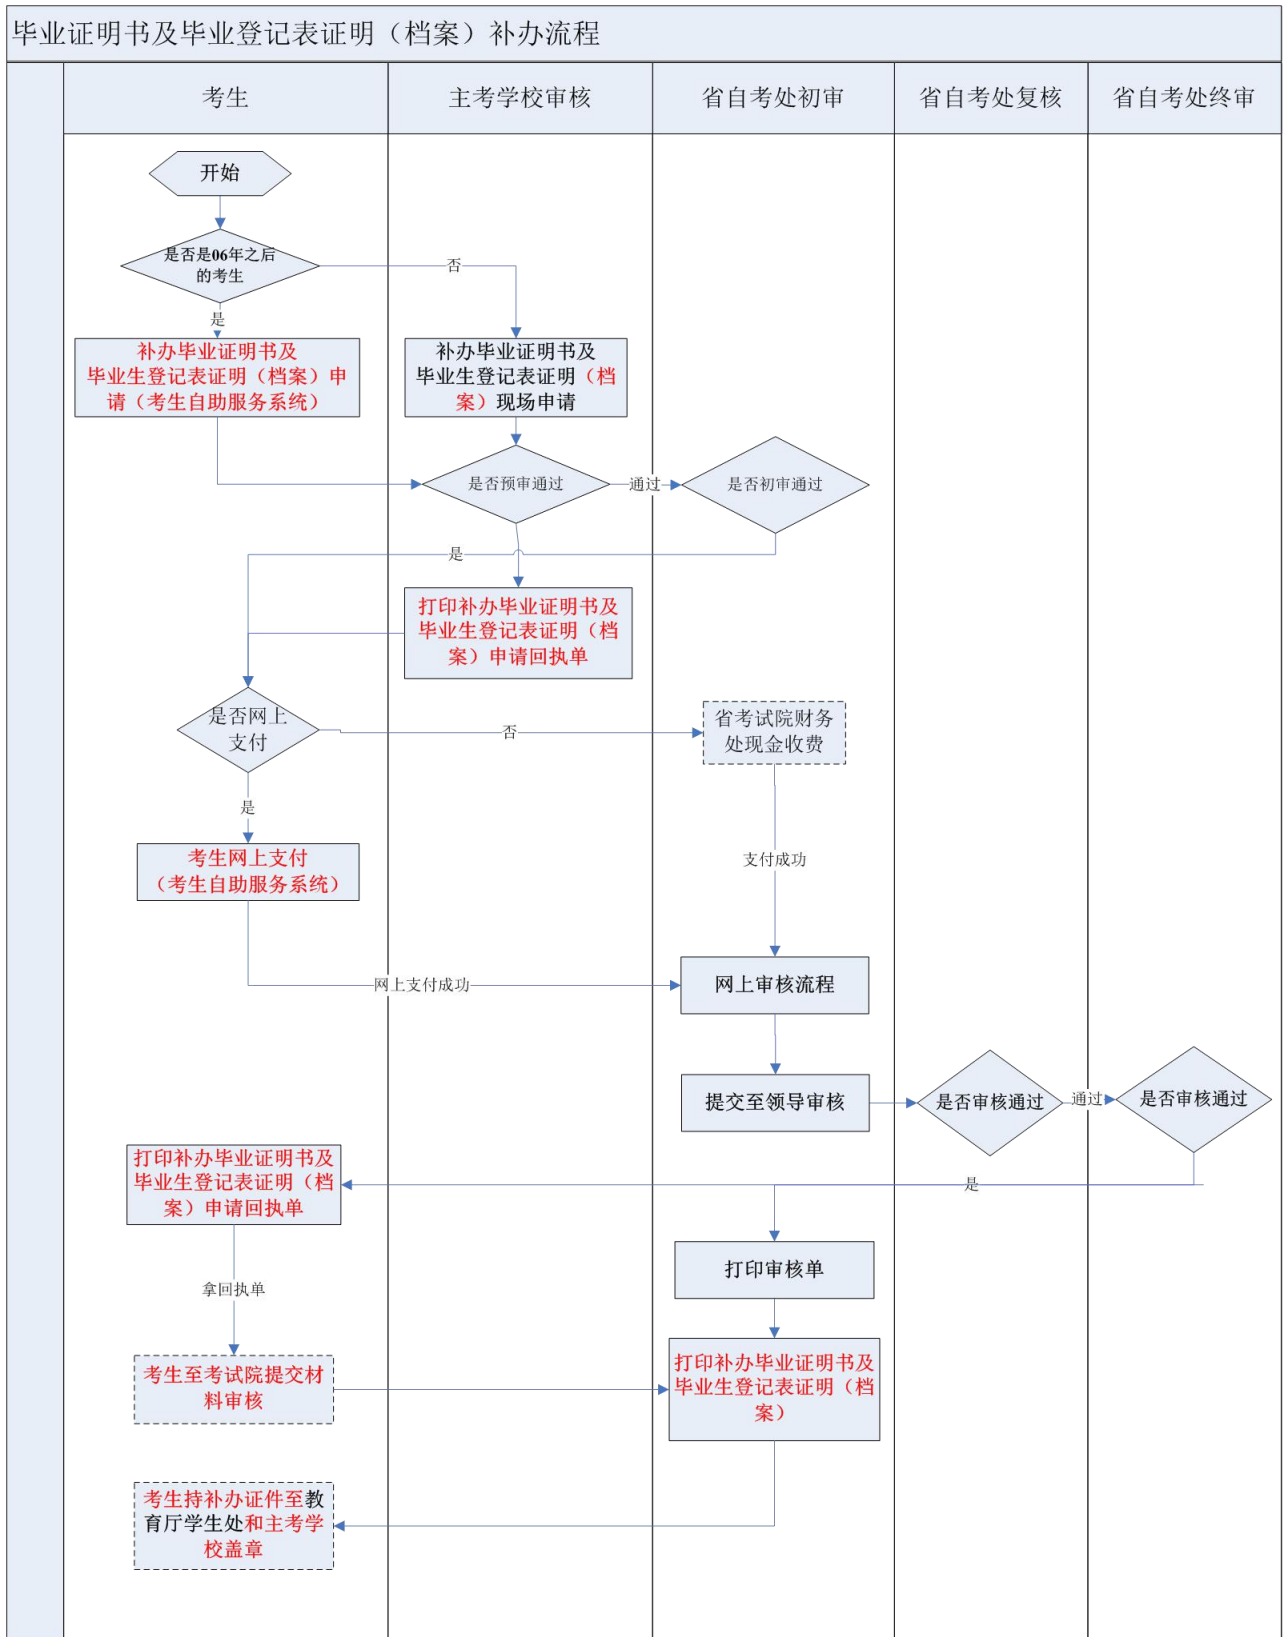 毕业证明书及毕业登记表证明（档案）补办流程
考生
主考学校审核
省自考处初审
省自考处复核
省自考处终审
开始
是否是06年之后
的考生
否
是
补办毕业证明书及
毕业生登记表证明（档案）申
请（考生自助服务系统）
补办毕业证明书及
毕业生登记表证明（档
案）现场申请
是否预审通过
通过
是否初审通过
是
打印补办毕业证明书及
毕业生登记表证明（档
案）申请回执单
是否网上
支付
否
省考试院财务
处现金收费
是
考生网上支付
（考生自助服务系统）
支付成功
网上支付成功
网上审核流程
提交至领导审核
是否审核通过
通过
是否审核通过
打印补办毕业证明书及
毕业生登记表证明（档
案）申请回执单
是
打印审核单
拿回执单
考生至考试院提交材
料审核
打印补办毕业证明书及
毕业生登记表证明（档
案）
考生持补办证件至教
育厅学生处和主考学
校盖章